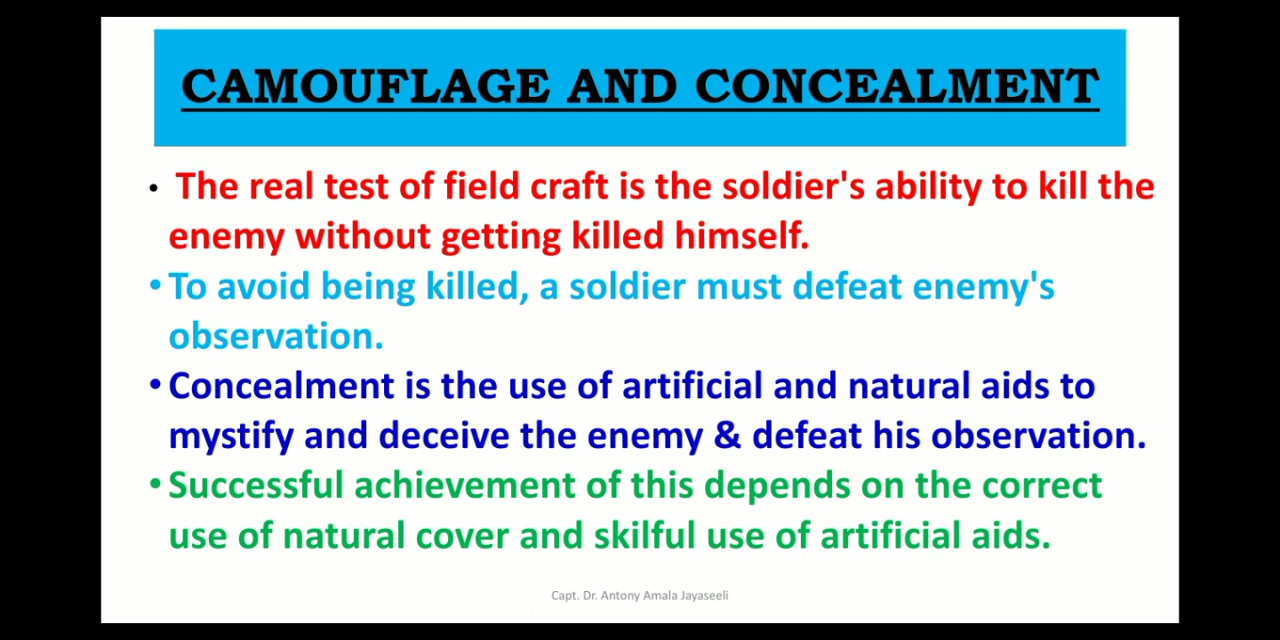 CAMOUFLAGE AND CONCEALMENT
• The real test of field craft is the soldier's ability to kill the
enemy without getting killed himself.
• To avoid being killed, a soldier must defeat enemy's
observation.
• Concealment is the use of artificial and natural aids to
mystify and deceive the enemy & defeat his observation.
• Successful achievement of this depends on the correct
use of natural cover and skilful use of artificial aids.
Capt. Dr. Antony Amala Jayaseeli